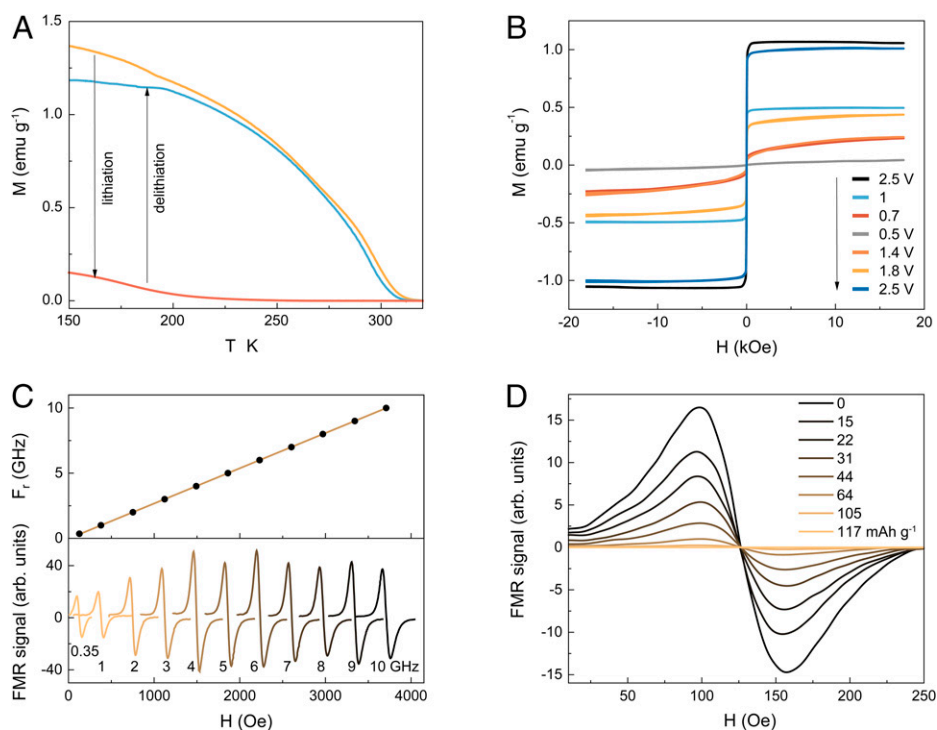 A
1.5
1.0
0.5
0.0
M (emu g⁻¹)
lithiation
delithiation
150
200
250
300
T K
B
1.0
0.5
0.0
-0.5
-1.0
M (emu g⁻¹)
2.5 V
1
0.7
0.5 V
1.4 V
1.8 V
2.5 V
-20
-10
0
10
20
H (kOe)
C
10
5
0
Fᵣ (GHz)
40
0
-40
FMR signal (arb. units)
0.35
1 2 3 4 5 6 7 8 9 10 GHz
0
1000
2000
3000
4000
H (Oe)
D
15
10
5
0
-5
-10
-15
FMR signal (arb. units)
0
15
22
31
44
64
105
117 mAh g⁻¹
50
100
150
200
250
H (Oe)